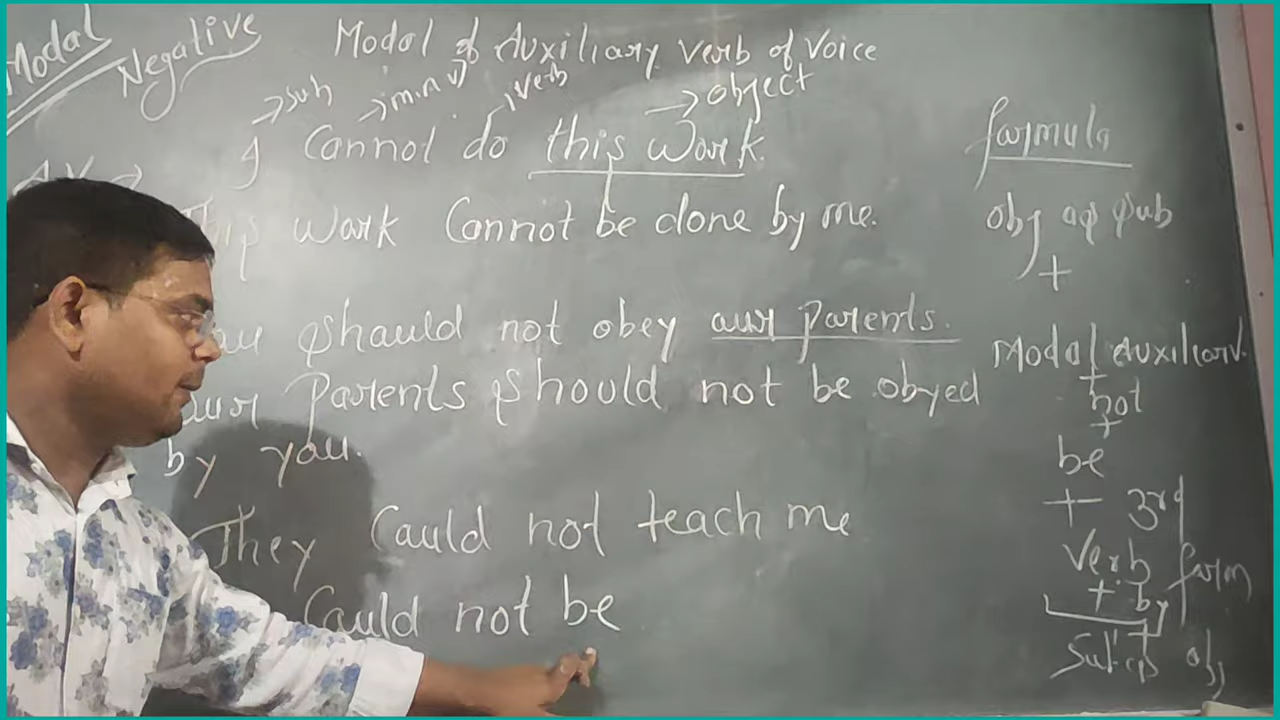 Modal
Negative
Modal of Auxiliary Verb of Voice
→ sub → m.n v → verb → object
I Cannot do this work.
A.V →
This work Cannot be done by me.
You should not obey our parents.
our parents should not be obyed
by you.
They Could not teach me
Could not be
formula
obj as sub
+
Modal Auxiliary.
+
not
+
be
+ 3rd
Verb form
+ by
+
Sub as obj